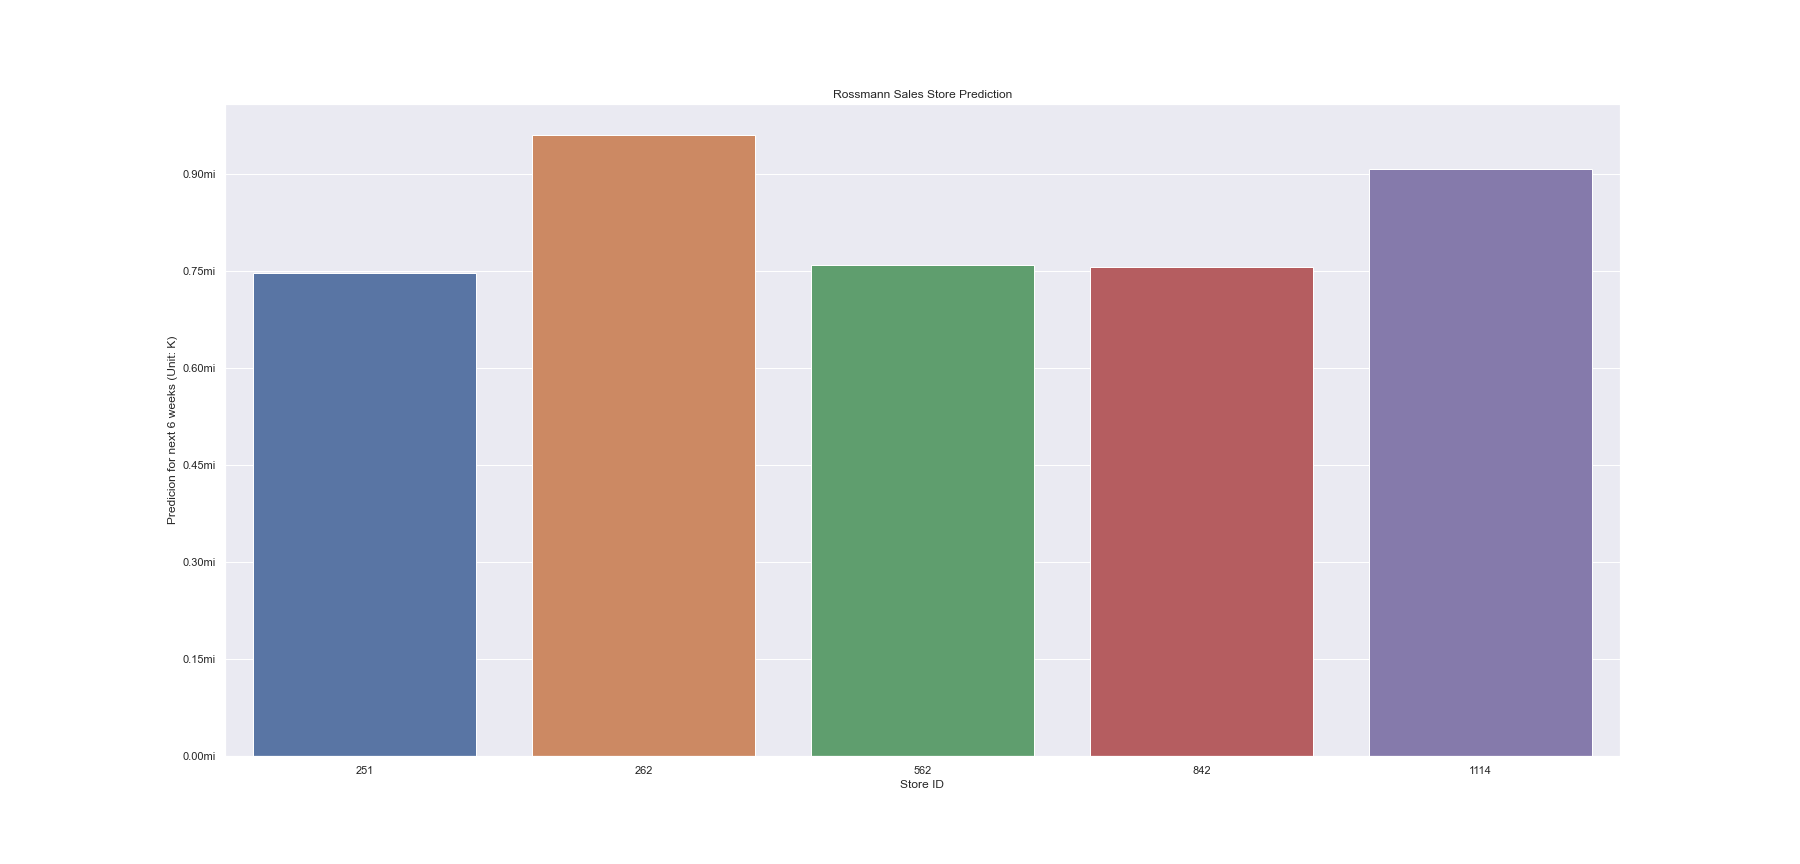 Rossmann Sales Store Prediction
Predicion for next 6 weeks (Unit: K)
0.90mi
0.75mi
0.60mi
0.45mi
0.30mi
0.15mi
0.00mi
251 262 562 842 1114
Store ID